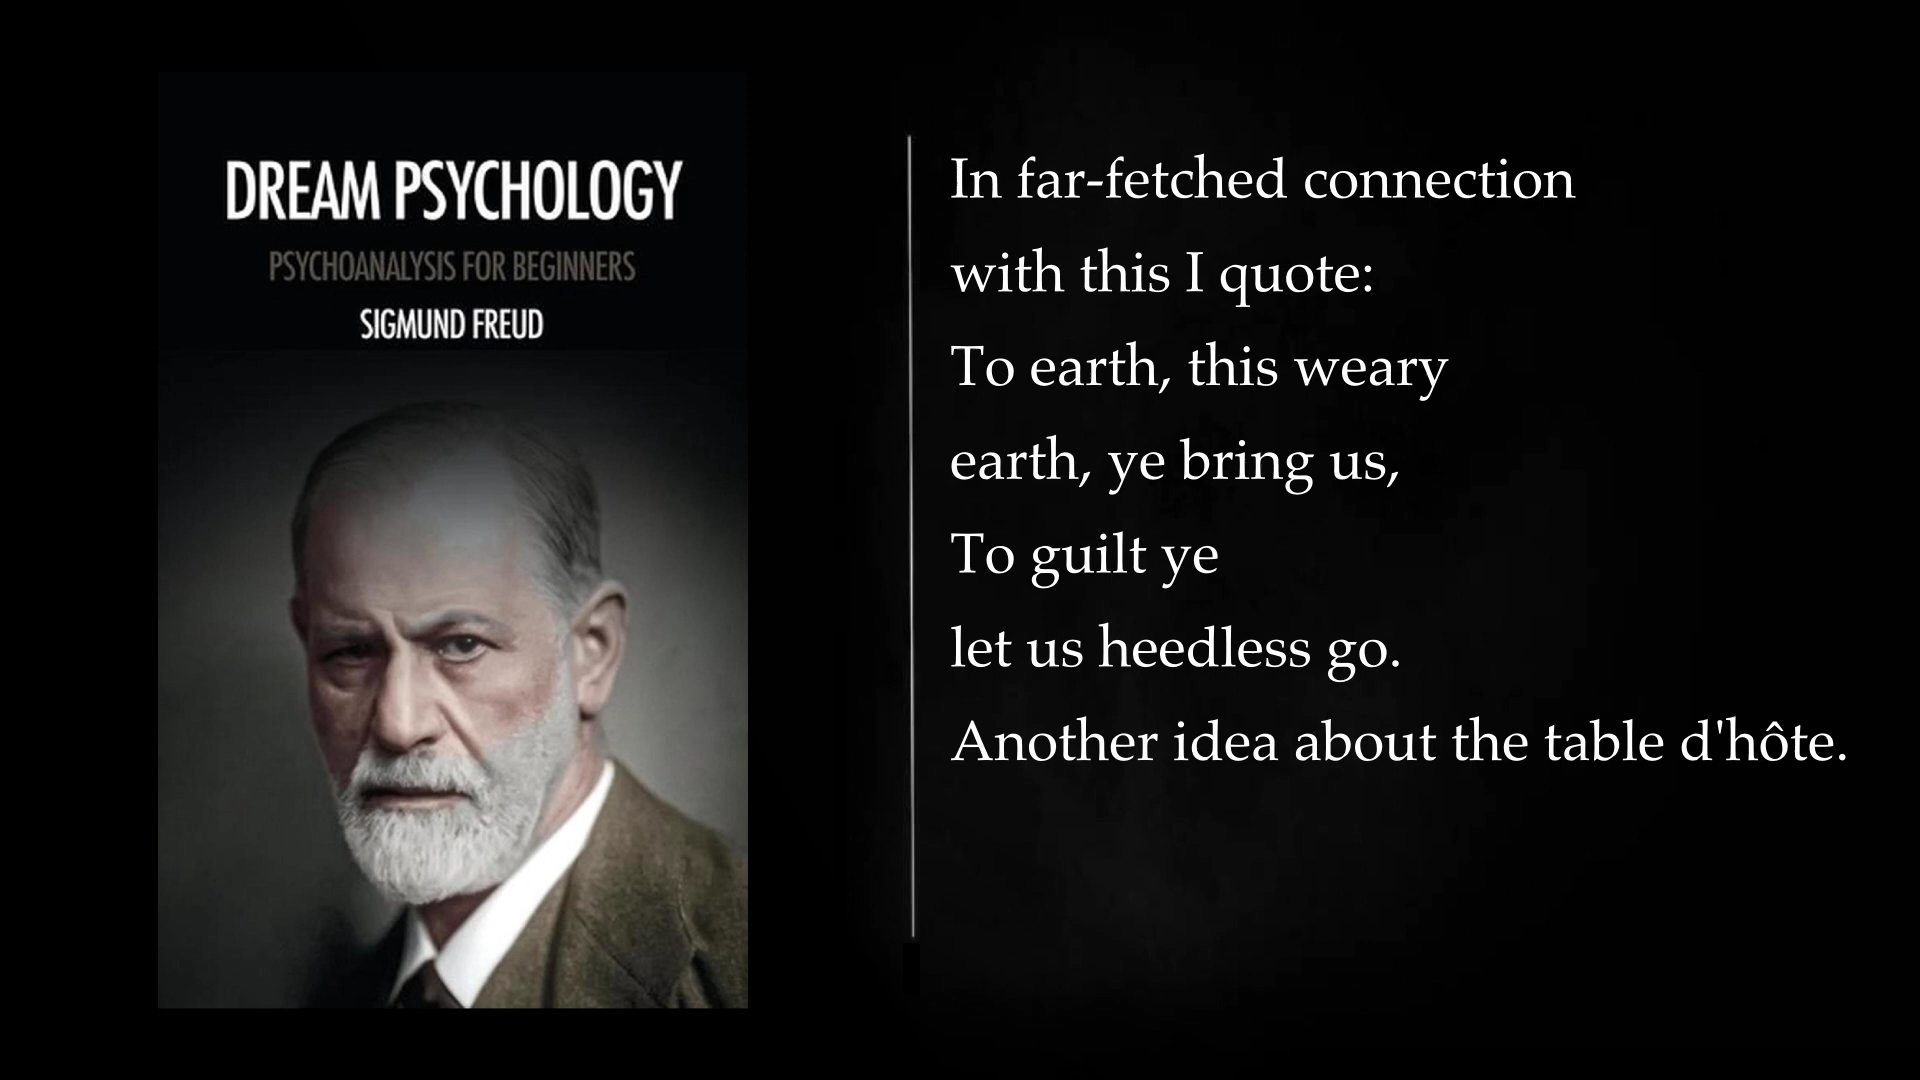 DREAM PSYCHOLOGY
PSYCHOANALYSIS FOR BEGINNERS
SIGMUND FREUD
In far-fetched connection
with this I quote:
To earth, this weary
earth, ye bring us,
To guilt ye
let us heedless go.
Another idea about the table d'hôte.